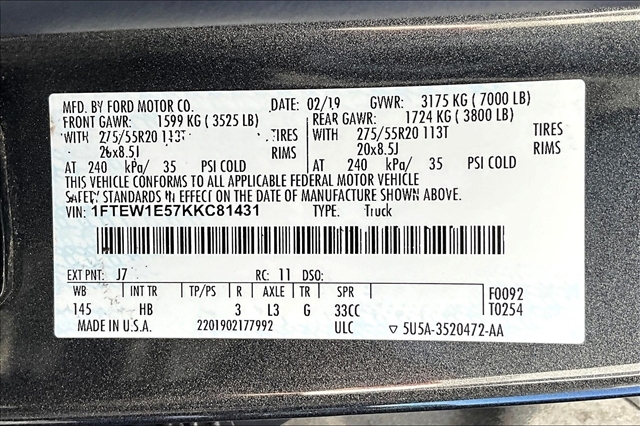 MFD. BY FORD MOTOR CO. DATE: 02/19 GVWR: 3175 KG ( 7000 LB)
FRONT GAWR: 1599 KG ( 3525 LB) REAR GAWR: 1724 KG ( 3800 LB)
WITH 275/55R20 113T TIRES WITH 275/55R20 113T TIRES
20x8.5J RIMS 20x8.5J RIMS
AT 240 kPa/ 35 PSI COLD AT 240 kPa/ 35 PSI COLD
THIS VEHICLE CONFORMS TO ALL APPLICABLE FEDERAL MOTOR VEHICLE
SAFETY STANDARDS IN EFFECT ON THE DATE OF MANUFACTURE SHOWN ABOVE.
VIN: 1FTEW1E57KKC81431 TYPE: Truck
EXT PNT: J7 RC: 11 DSO:
WB INT TR TP/PS R AXLE TR SPR F0092
145 HB 3 L3 G 33CC T0254
MADE IN U.S.A. 2201902177992 ULC ▽ 5U5A-3520472-AA